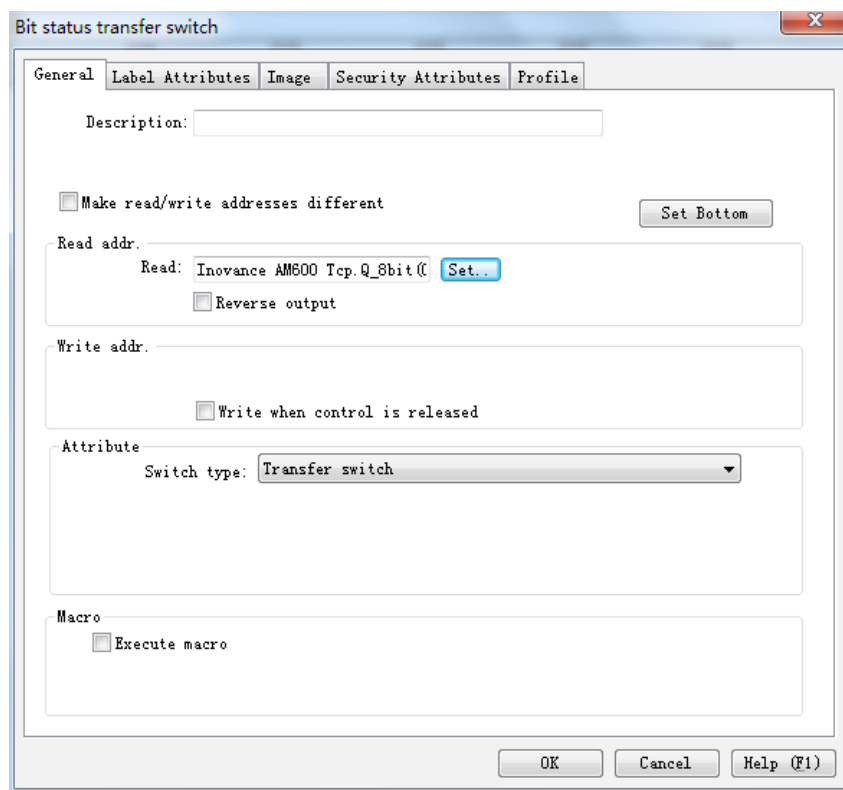 Bit status transfer switch
General Label Attributes Image Security Attributes Profile
Description:
Make read/write addresses different
Set Bottom
Read addr.
Read: Inovance AM600 Tcp.Q_8bit(0 Set..
Reverse output
Write addr.
Write when control is released
Attribute
Switch type: Transfer switch
Macro
Execute macro
OK Cancel Help (F1)